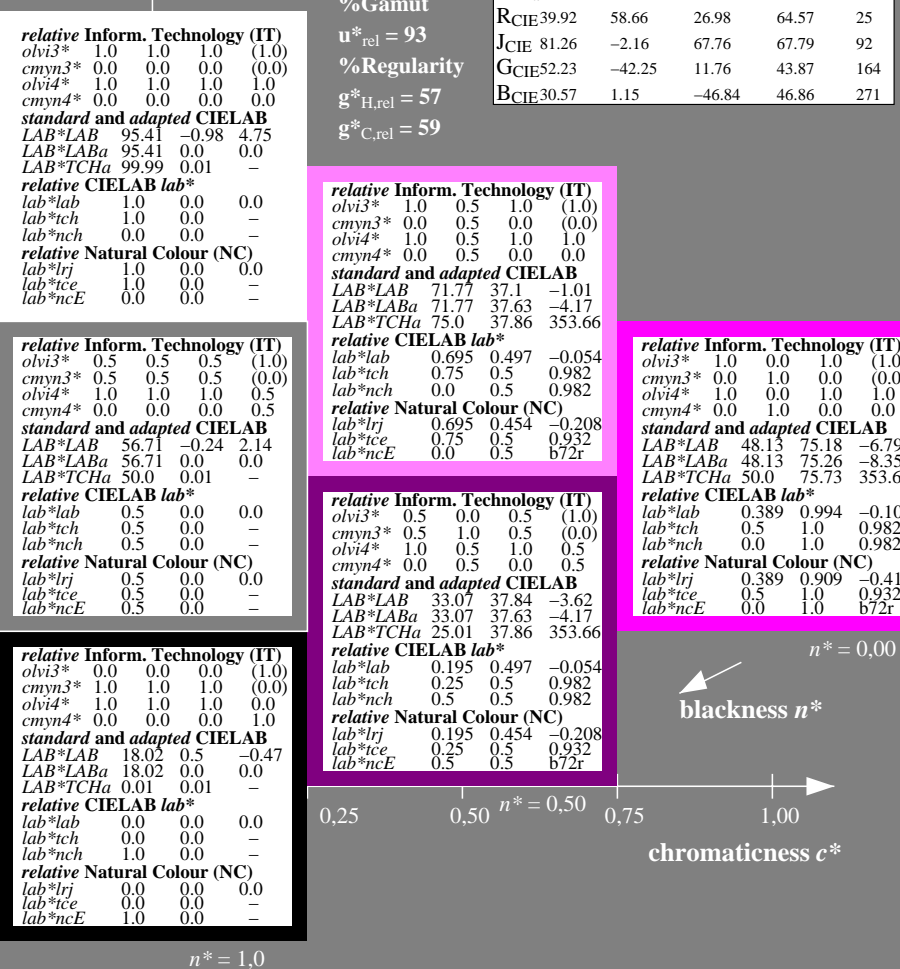 %Gamut
u*rel = 93
%Regularity
g*H,rel = 57
g*C,rel = 59
RCIE 39.92 58.66 26.98 64.57 25
JCIE 81.26 −2.16 67.76 67.79 92
GCIE 52.23 −42.25 11.76 43.87 164
BCIE 30.57 1.15 −46.84 46.86 271
relative Inform. Technology (IT)
olvi3* 1.0 1.0 1.0 (1.0)
cmyn3* 0.0 0.0 0.0 (0.0)
olvi4* 1.0 1.0 1.0 1.0
cmyn4* 0.0 0.0 0.0 0.0
standard and adapted CIELAB
LAB*LAB 95.41 −0.98 4.75
LAB*LABa 95.41 0.0 0.0
LAB*TCHa 99.99 0.01 –
relative CIELAB lab*
lab*lab 1.0 0.0 0.0
lab*tch 1.0 0.0 –
lab*nch 0.0 0.0 –
relative Natural Colour (NC)
lab*lrj 1.0 0.0 0.0
lab*tce 1.0 0.0 –
lab*ncE 0.0 0.0 –
relative Inform. Technology (IT)
olvi3* 1.0 0.5 1.0 (1.0)
cmyn3* 0.0 0.5 0.0 (0.0)
olvi4* 1.0 0.5 1.0 1.0
cmyn4* 0.0 0.5 0.0 0.0
standard and adapted CIELAB
LAB*LAB 71.77 37.1 −1.01
LAB*LABa 71.77 37.63 −4.17
LAB*TCHa 75.0 37.86 353.66
relative CIELAB lab*
lab*lab 0.695 0.497 −0.054
lab*tch 0.75 0.5 0.982
lab*nch 0.0 0.5 0.982
relative Natural Colour (NC)
lab*lrj 0.695 0.454 −0.208
lab*tce 0.75 0.5 0.932
lab*ncE 0.0 0.5 b72r
relative Inform. Technology (IT)
olvi3* 0.5 0.5 0.5 (1.0)
cmyn3* 0.5 0.5 0.5 (0.0)
olvi4* 1.0 1.0 1.0 0.5
cmyn4* 0.0 0.0 0.0 0.5
standard and adapted CIELAB
LAB*LAB 56.71 −0.24 2.14
LAB*LABa 56.71 0.0 0.0
LAB*TCHa 50.0 0.01 –
relative CIELAB lab*
lab*lab 0.5 0.0 0.0
lab*tch 0.5 0.0 –
lab*nch 0.5 0.0 –
relative Natural Colour (NC)
lab*lrj 0.5 0.0 0.0
lab*tce 0.5 0.0 –
lab*ncE 0.5 0.0 –
relative Inform. Technology (IT)
olvi3* 1.0 0.0 1.0 (1.0
cmyn3* 0.0 1.0 0.0 (0.0
olvi4* 1.0 0.0 1.0 1.0
cmyn4* 0.0 1.0 0.0 0.0
standard and adapted CIELAB
LAB*LAB 48.13 75.18 −6.79
LAB*LABa 48.13 75.26 −8.35
LAB*TCHa 50.0 75.73 353.6
relative CIELAB lab*
lab*lab 0.389 0.994 −0.10
lab*tch 0.5 1.0 0.982
lab*nch 0.0 1.0 0.982
relative Natural Colour (NC)
lab*lrj 0.389 0.909 −0.41
lab*tce 0.5 1.0 0.932
lab*ncE 0.0 1.0 b72r
relative Inform. Technology (IT)
olvi3* 0.5 0.0 0.5 (1.0)
cmyn3* 0.5 1.0 0.5 (0.0)
olvi4* 1.0 0.5 1.0 0.5
cmyn4* 0.0 0.5 0.0 0.5
standard and adapted CIELAB
LAB*LAB 33.07 37.84 −3.62
LAB*LABa 33.07 37.63 −4.17
LAB*TCHa 25.01 37.86 353.66
relative CIELAB lab*
lab*lab 0.195 0.497 −0.054
lab*tch 0.25 0.5 0.982
lab*nch 0.5 0.5 0.982
relative Natural Colour (NC)
lab*lrj 0.195 0.454 −0.208
lab*tce 0.25 0.5 0.932
lab*ncE 0.5 0.5 b72r
relative Inform. Technology (IT)
olvi3* 0.0 0.0 0.0 (1.0)
cmyn3* 1.0 1.0 1.0 (0.0)
olvi4* 1.0 1.0 1.0 0.0
cmyn4* 0.0 0.0 0.0 1.0
standard and adapted CIELAB
LAB*LAB 18.02 0.5 −0.47
LAB*LABa 18.02 0.0 0.0
LAB*TCHa 0.01 0.01 –
relative CIELAB lab*
lab*lab 0.0 0.0 0.0
lab*tch 0.0 0.0 –
lab*nch 1.0 0.0 –
relative Natural Colour (NC)
lab*lrj 0.0 0.0 0.0
lab*tce 0.0 0.0 –
lab*ncE 1.0 0.0 –
n* = 0,00
blackness n*
n* = 0,50
0,25 0,50 0,75 1,00
chromaticness c*
n* = 1,0